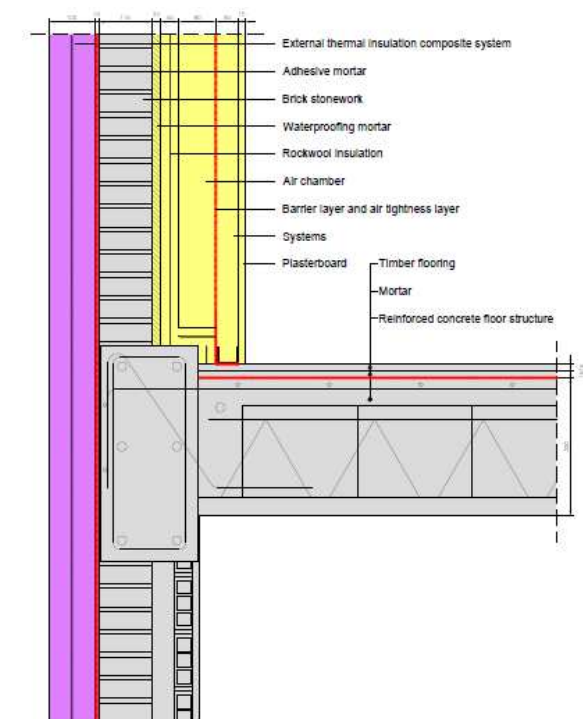 External thermal insulation composite system
Adhesive mortar
Brick stonework
Waterproofing mortar
Rockwool insulation
Air chamber
Barrier layer and air tightness layer
Systems
Plasterboard
Timber flooring
Mortar
Reinforced concrete floor structure